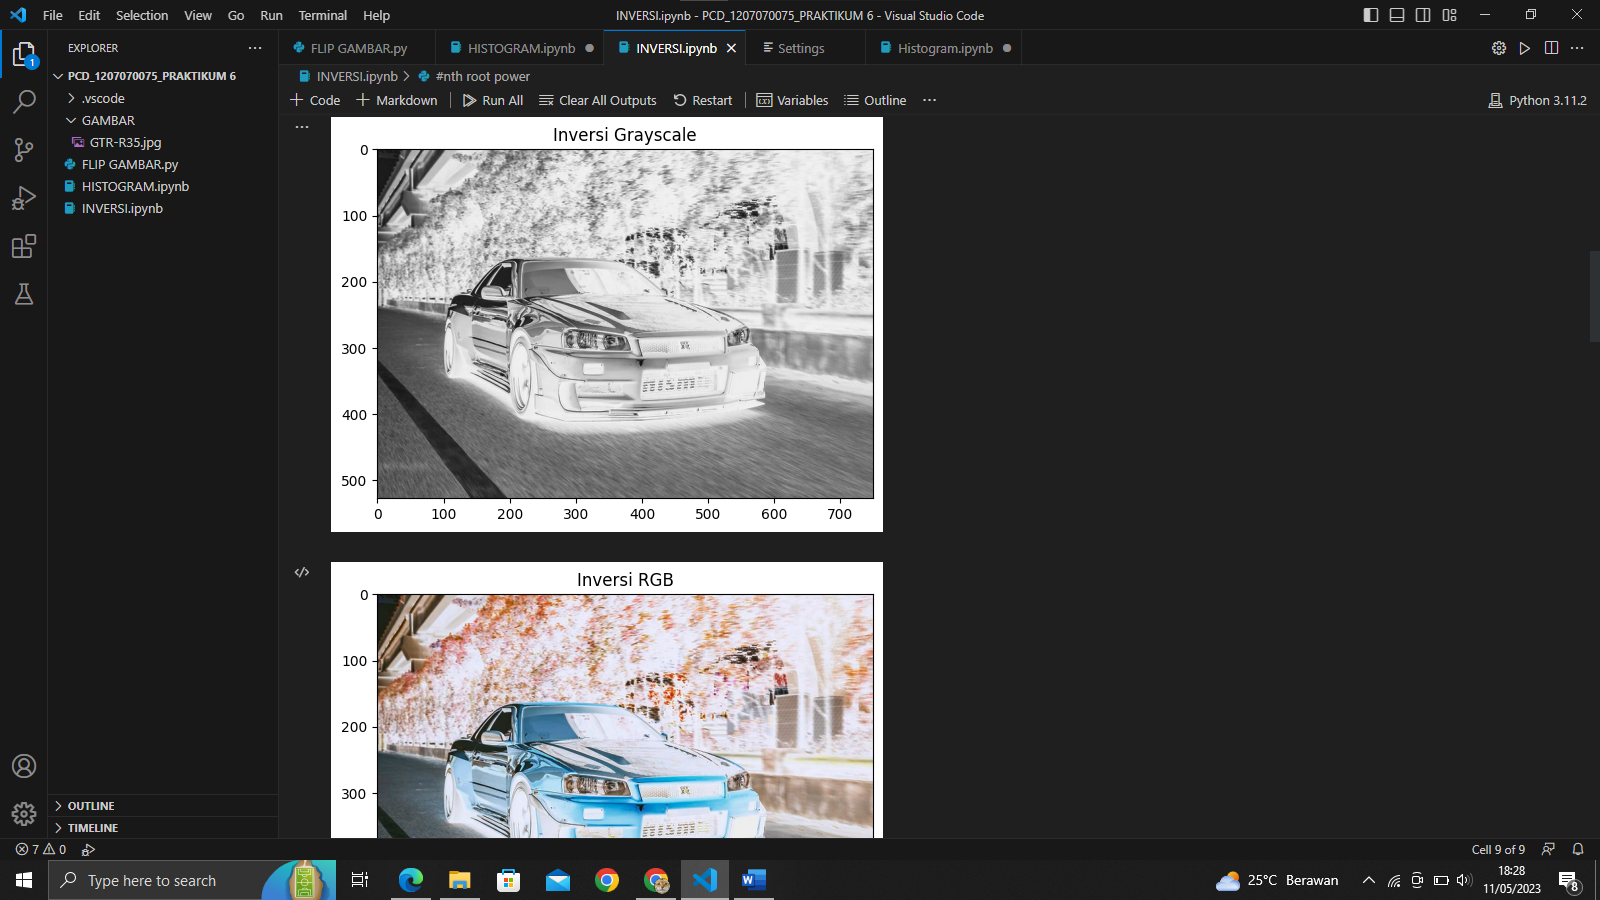 File Edit Selection View Go Run Terminal Help
INVERSI.ipynb - PCD_1207070075_PRAKTIKUM 6 - Visual Studio Code
EXPLORER
FLIP GAMBAR.py
HISTOGRAM.ipynb
INVERSI.ipynb
Settings
Histogram.ipynb
1
PCD_1207070075_PRAKTIKUM 6
.vscode
GAMBAR
GTR-R35.jpg
FLIP GAMBAR.py
HISTOGRAM.ipynb
INVERSI.ipynb
INVERSI.ipynb > #nth root power
Code
Markdown
Run All
Clear All Outputs
Restart
Variables
Outline
Python 3.11.2
Inversi Grayscale
0
100
200
300
400
500
0 100 200 300 400 500 600 700
nismo
Inversi RGB
0
100
200
300
OUTLINE
TIMELINE
7 0
Cell 9 of 9
Type here to search
25°C Berawan
18:28
11/05/2023
8